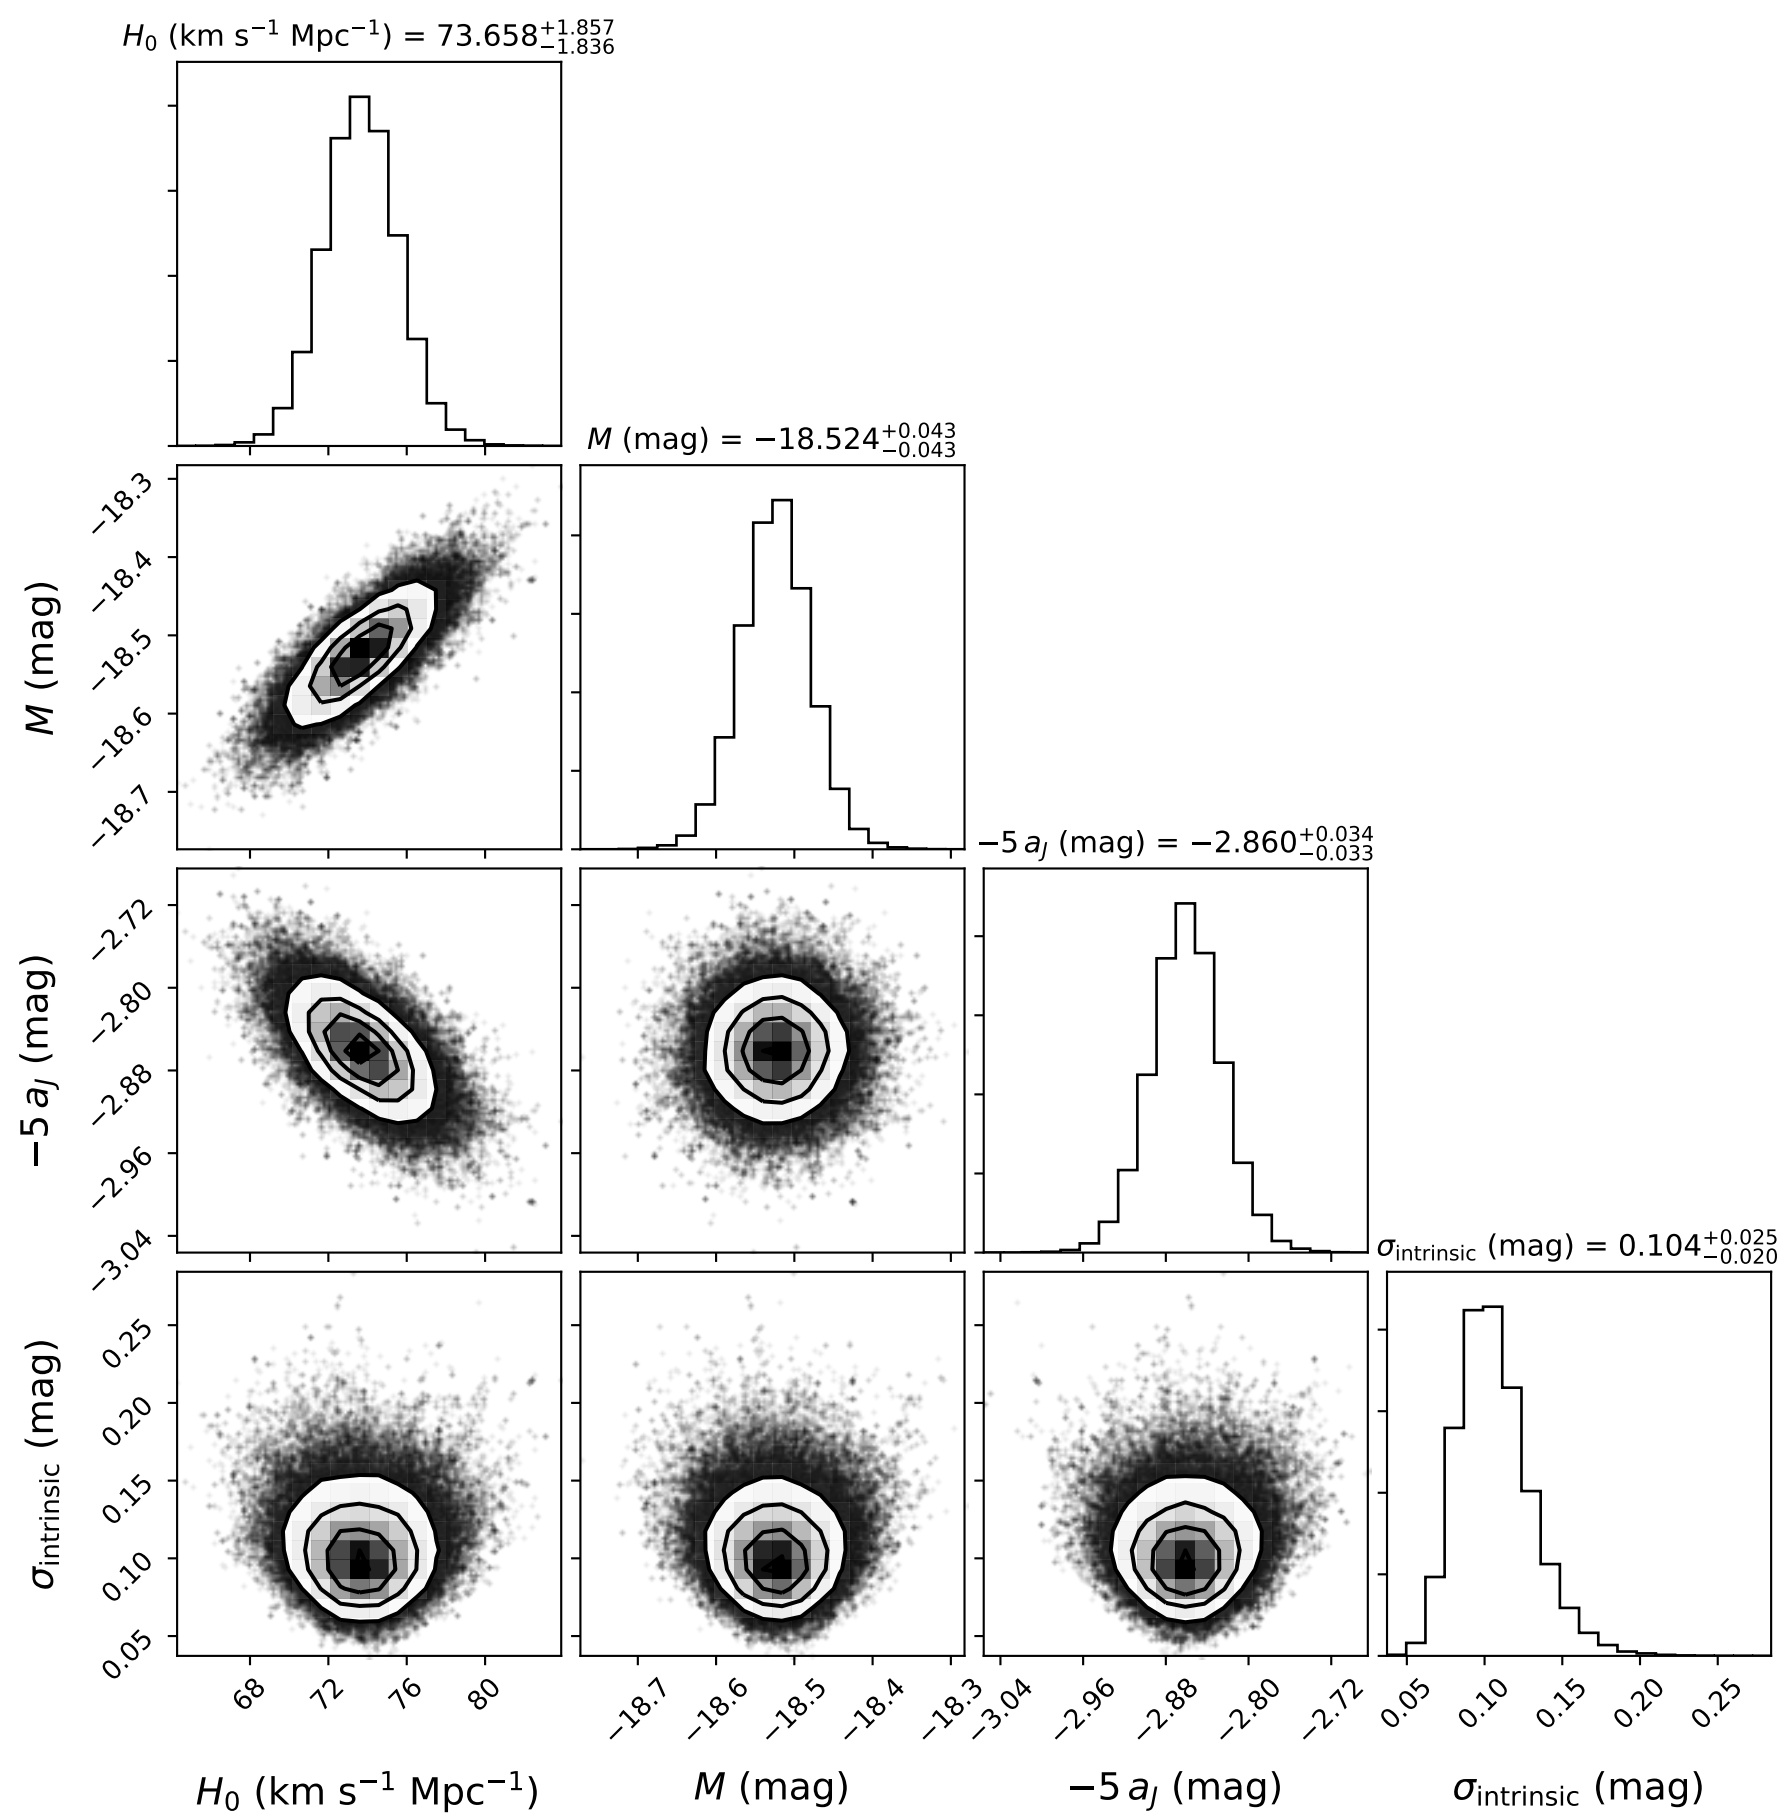 H₀ (km s⁻¹ Mpc⁻¹) = 73.658⁺¹·⁸⁵⁷₋₁.₈₃₆
M (mag) = −18.524⁺⁰·⁰⁴³₋₀.₀₄₃
−18.3
−18.4
−18.5
−18.6
−18.7
M (mag)
−5 a_J (mag) = −2.860⁺⁰·⁰³⁴₋₀.₀₃₃
−2.72
−2.80
−2.88
−2.96
−3.04
−5 a_J (mag)
σ_intrinsic (mag) = 0.104⁺⁰·⁰²⁵₋₀.₀₂₀
0.25
0.20
0.15
0.10
0.05
σ_intrinsic (mag)
68 72 76 80
−18.7 −18.6 −18.5 −18.4 −18.3
−3.04 −2.96 −2.88 −2.80 −2.72
0.05 0.10 0.15 0.20 0.25
H₀ (km s⁻¹ Mpc⁻¹)
M (mag)
−5 a_J (mag)
σ_intrinsic (mag)